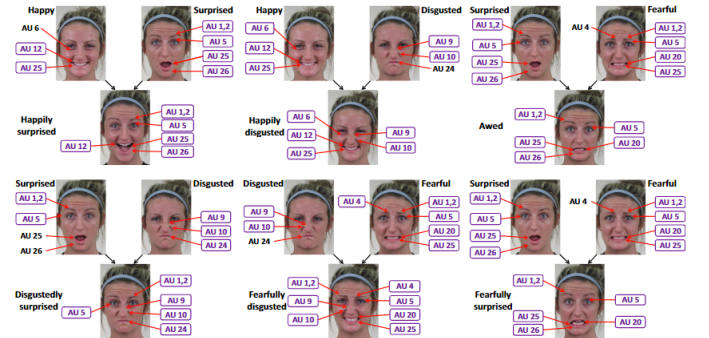 Happy
AU 6
AU 12
AU 25
Surprised
AU 1,2
AU 5
AU 25
AU 26
Happily
surprised
AU 12
AU 1,2
AU 5
AU 25
AU 26
Happy
AU 6
AU 12
AU 25
Disgusted
AU 9
AU 10
AU 24
Happily
disgusted
AU 6
AU 12
AU 25
AU 9
AU 10
Surprised
AU 1,2
AU 5
AU 25
AU 26
Fearful
AU 4
AU 1,2
AU 5
AU 20
AU 25
Awed
AU 1,2
AU 25
AU 26
AU 5
AU 20
Surprised
AU 1,2
AU 5
AU 25
AU 26
Disgusted
AU 9
AU 10
AU 24
Disgustedly
surprised
AU 5
AU 1,2
AU 9
AU 10
AU 24
Disgusted
AU 9
AU 10
AU 24
Fearful
AU 4
AU 1,2
AU 5
AU 20
AU 25
Fearfully
disgusted
AU 1,2
AU 9
AU 10
AU 4
AU 5
AU 20
AU 25
Surprised
AU 1,2
AU 5
AU 25
AU 26
Fearful
AU 4
AU 1,2
AU 5
AU 20
AU 25
Fearfully
surprised
AU 1,2
AU 25
AU 26
AU 5
AU 20